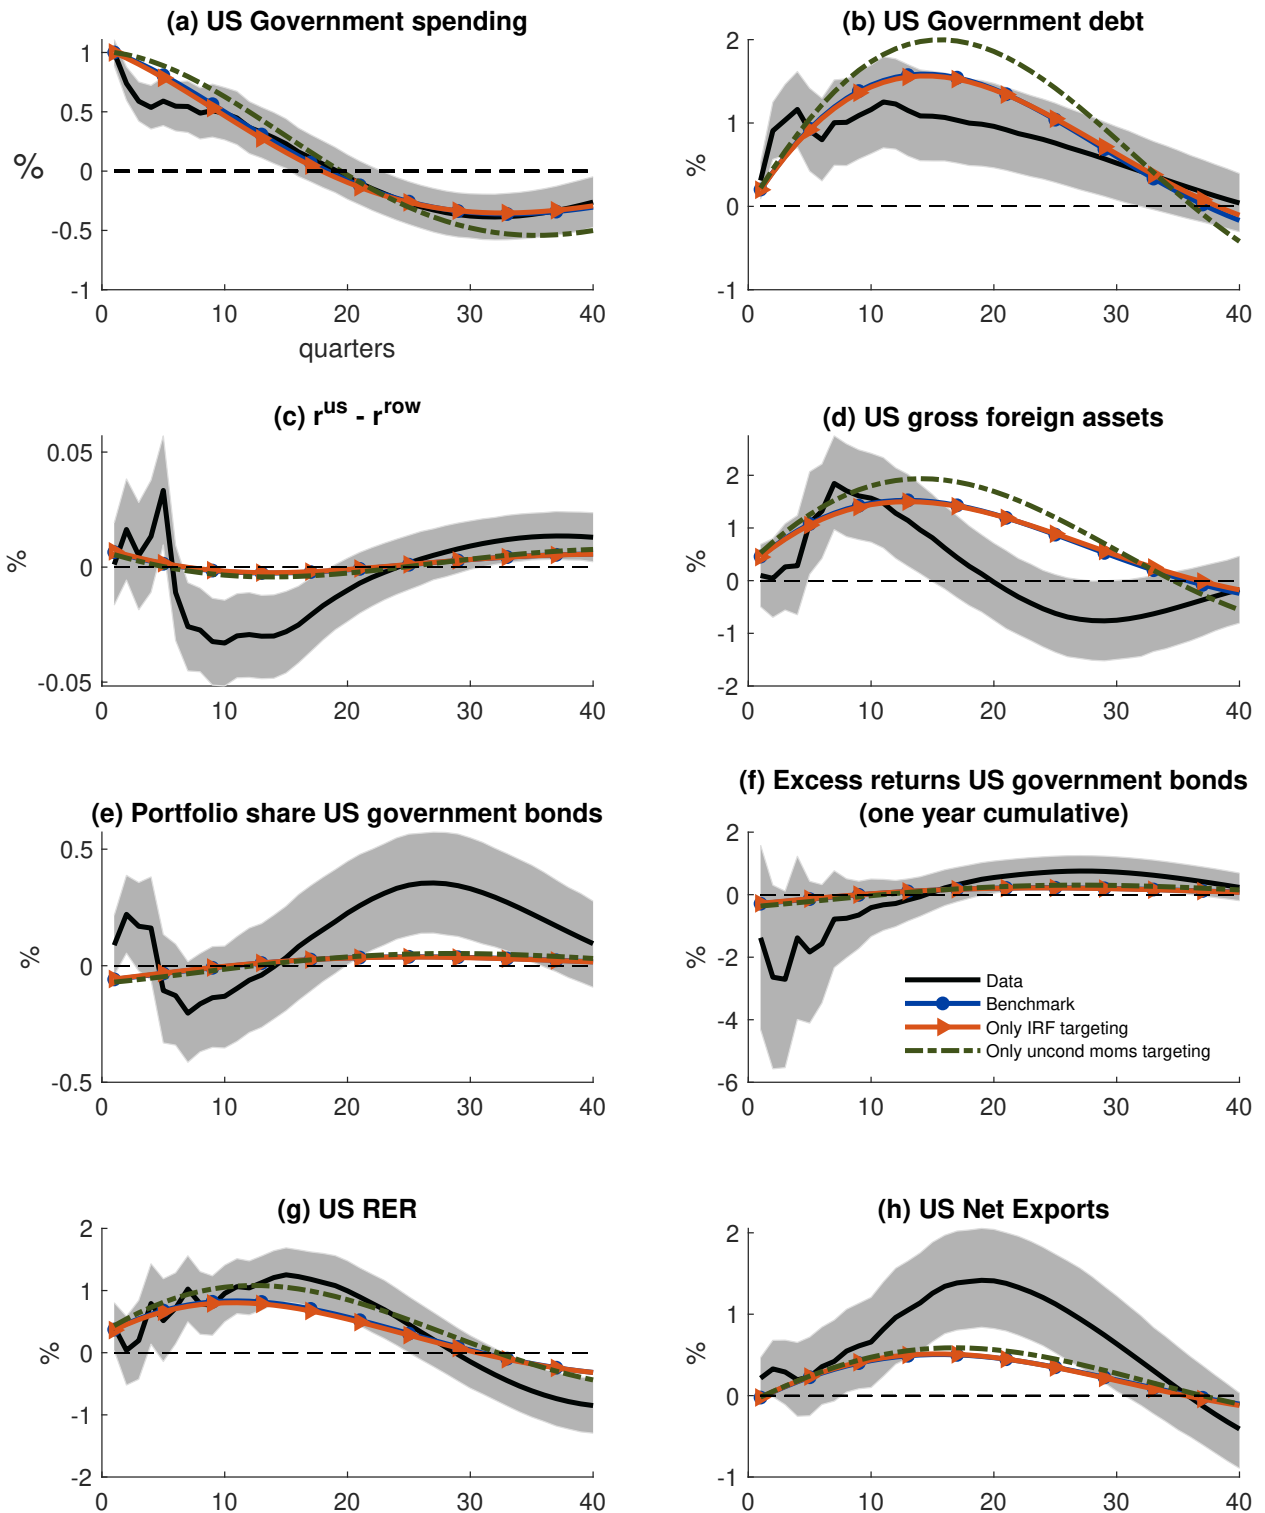 (a) US Government spending
1
0.5
0
-0.5
-1
%
0 10 20 30 40
quarters
(b) US Government debt
2
1
0
-1
%
0 10 20 30 40
(c) r^us - r^row
0.05
0
-0.05
%
0 10 20 30 40
(d) US gross foreign assets
2
1
0
-1
-2
%
0 10 20 30 40
(e) Portfolio share US government bonds
0.5
0
-0.5
%
0 10 20 30 40
(f) Excess returns US government bonds
(one year cumulative)
2
0
-2
-4
-6
%
Data
Benchmark
Only IRF targeting
Only uncond moms targeting
0 10 20 30 40
(g) US RER
2
1
0
-1
-2
%
0 10 20 30 40
(h) US Net Exports
2
1
0
-1
%
0 10 20 30 40